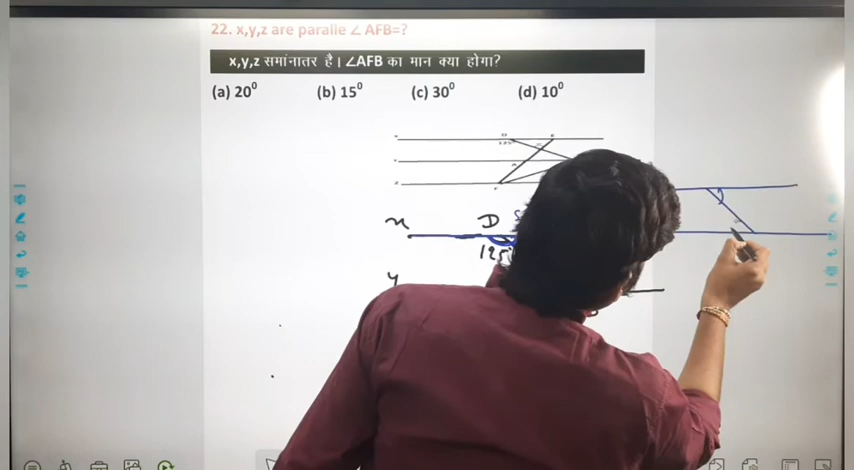 22. x,y,z are paralle ∠ AFB=?
x,y,z समांनातर है। ∠AFB का मान क्या होगा?
(a) 20⁰ (b) 15⁰ (c) 30⁰ (d) 10⁰
x D
125
y